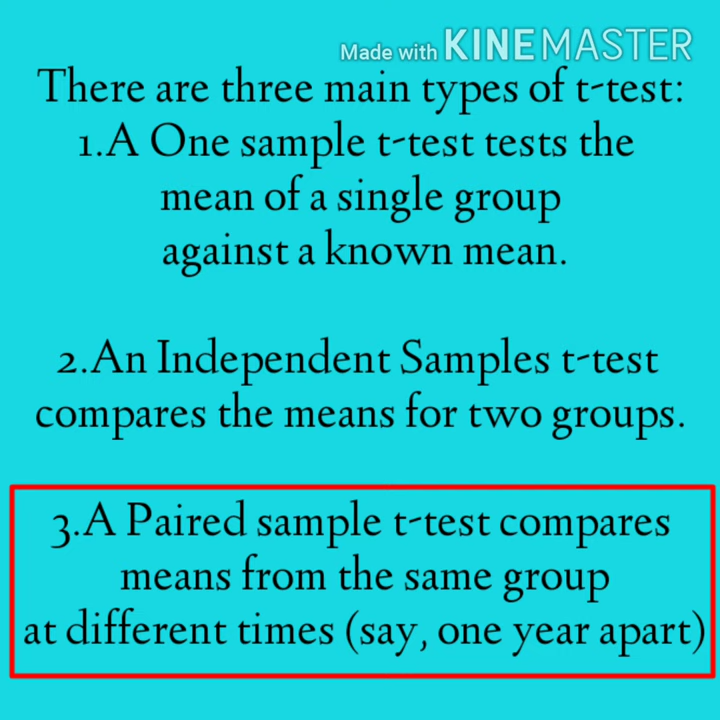 Made with KINEMASTER
There are three main types of t-test:
1.A One sample t-test tests the
mean of a single group
against a known mean.
2.An Independent Samples t-test
compares the means for two groups.
3.A Paired sample t-test compares
means from the same group
at different times (say, one year apart)